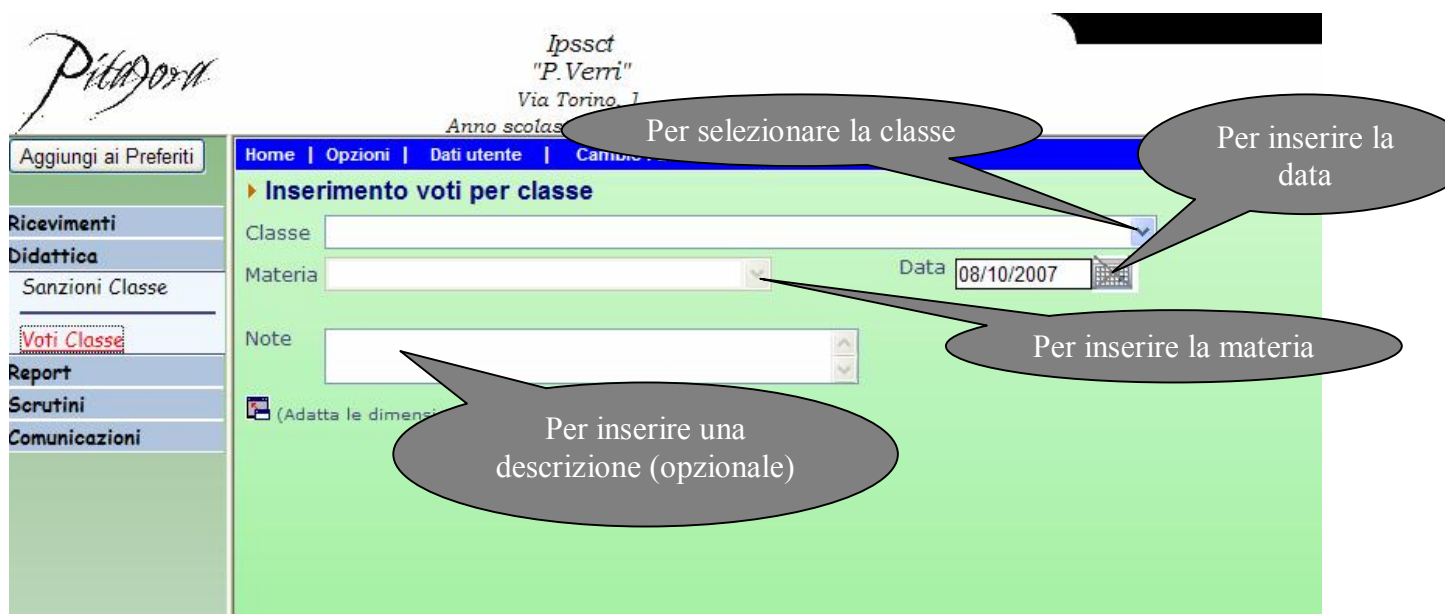 Pitagora
Ipssct
"P.Verri"
Via Torino, 1
Anno
Per selezionare la classe
Per inserire la
data
Aggiungi ai Preferiti
Home | Opzioni | Dati utente |
Inserimento voti per classe
Ricevimenti
Didattica
Sanzioni Classe
Voti Classe
Report
Scrutini
Comunicazioni
Classe
Materia
Data 08/10/2007
Note
Per inserire la materia
(Adatta le
Per inserire una
descrizione (opzionale)